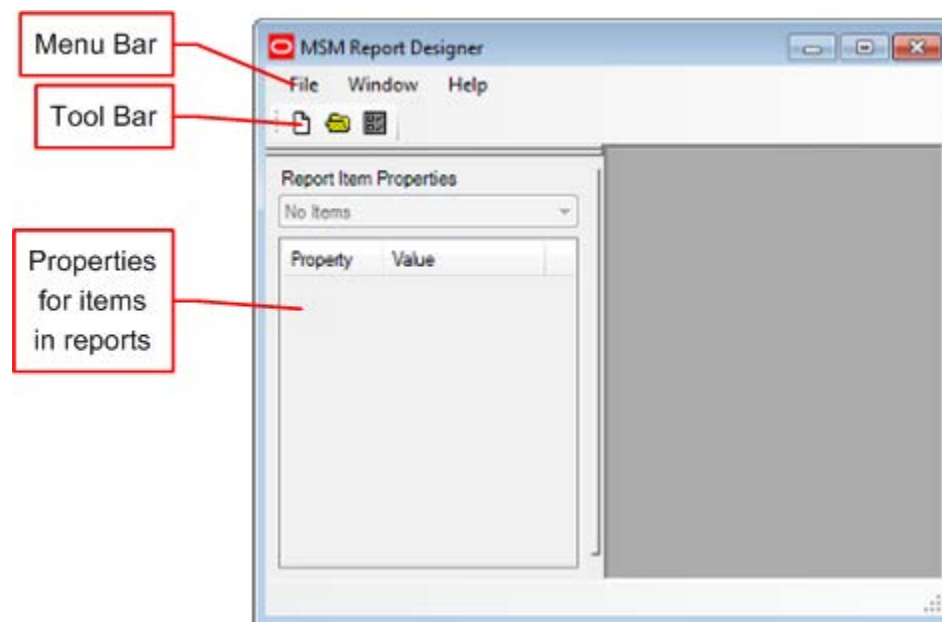 Menu Bar
MSM Report Designer
File Window Help
Tool Bar
Report Item Properties
No Items
Property Value
Properties
for items
in reports